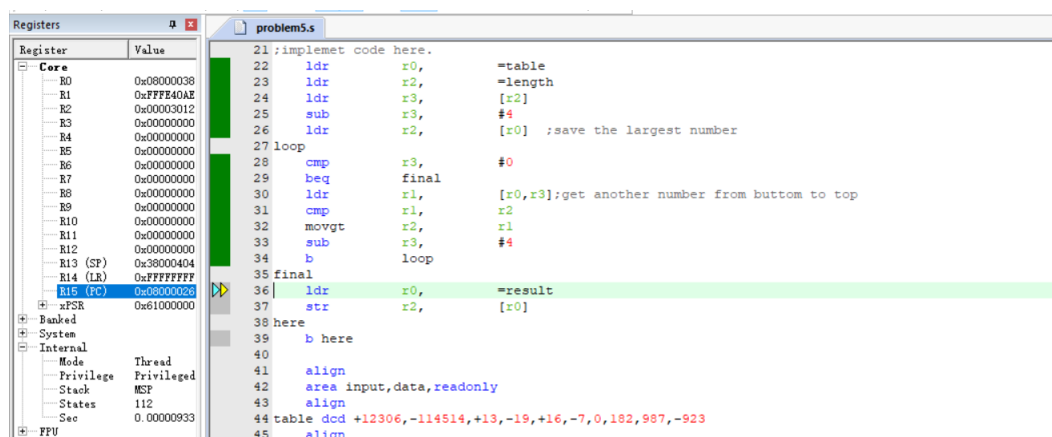 Registers
Register Value
Core
R0 0x08000038
R1 0xFFFE40AE
R2 0x00003012
R3 0x00000000
R4 0x00000000
R5 0x00000000
R6 0x00000000
R7 0x00000000
R8 0x00000000
R9 0x00000000
R10 0x00000000
R11 0x00000000
R12 0x00000000
R13 (SP) 0x38000404
R14 (LR) 0xFFFFFFFF
R15 (PC) 0x08000026
xPSR 0x61000000
Banked
System
Internal
Mode Thread
Privilege Privileged
Stack MSP
States 112
Sec 0.00000933
FPU
problem5.s
21 ;implemet code here.
22 ldr r0, =table
23 ldr r2, =length
24 ldr r3, [r2]
25 sub r3, #4
26 ldr r2, [r0] ;save the largest number
27 loop
28 cmp r3, #0
29 beq final
30 ldr r1, [r0,r3];get another number from buttom to top
31 cmp r1, r2
32 movgt r2, r1
33 sub r3, #4
34 b loop
35 final
36 ldr r0, =result
37 str r2, [r0]
38 here
39 b here
40
41 align
42 area input,data,readonly
43 align
44 table dcd +12306,-114514,+13,-19,+16,-7,0,182,987,-923
45 align